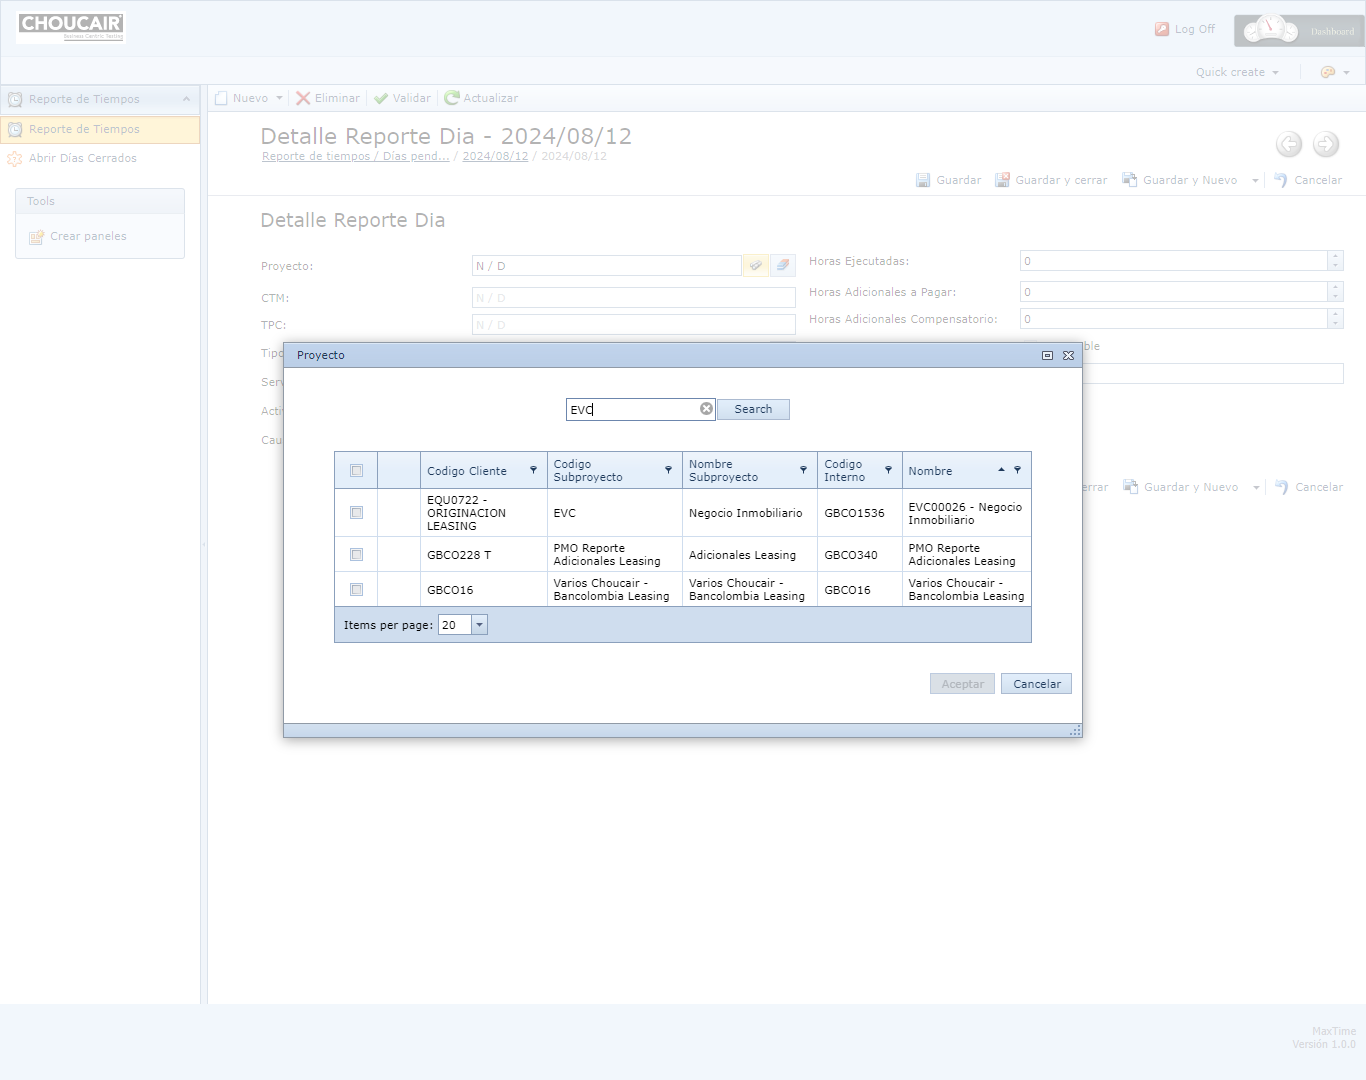 CHOUCAIR
Business Centric Testing
Log Off
Dashboard
Quick create
Reporte de Tiempos
Reporte de Tiempos
Abrir Días Cerrados
Tools
Crear paneles
Nuevo
Eliminar
Validar
Actualizar
Detalle Reporte Dia - 2024/08/12
Reporte de tiempos / Días pend... / 2024/08/12 / 2024/08/12
Guardar
Guardar y cerrar
Guardar y Nuevo
Cancelar
Detalle Reporte Dia
Proyecto:
N / D
Horas Ejecutadas:
0
CTM:
N / D
Horas Adicionales a Pagar:
0
TPC:
N / D
Horas Adicionales Compensatorio:
0
Tipo
ble
Serv
Acti
Cau
errar
Guardar y Nuevo
Cancelar
Proyecto
EVC
Search
Codigo Cliente
Codigo
Subproyecto
Nombre
Subproyecto
Codigo
Interno
Nombre
EQU0722 -
ORIGINACION
LEASING
EVC
Negocio Inmobiliario
GBCO1536
EVC00026 - Negocio
Inmobiliario
GBCO228 T
PMO Reporte
Adicionales Leasing
Adicionales Leasing
GBCO340
PMO Reporte
Adicionales Leasing
GBCO16
Varios Choucair -
Bancolombia Leasing
Varios Choucair -
Bancolombia Leasing
GBCO16
Varios Choucair -
Bancolombia Leasing
Items per page: 20
Aceptar
Cancelar
MaxTime
Versión 1.0.0